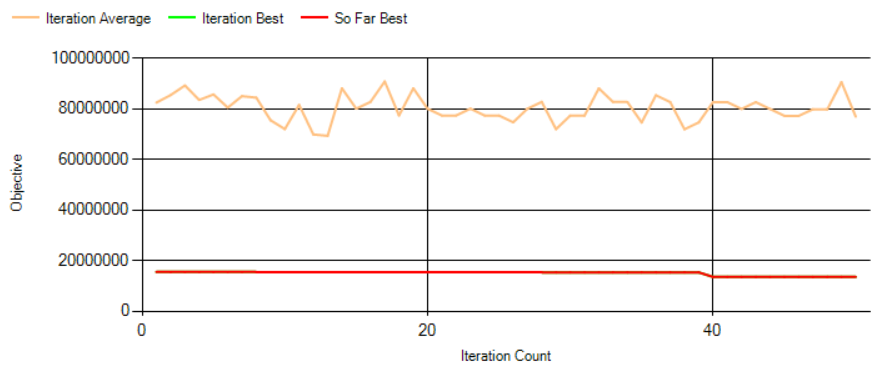 Iteration Average Iteration Best So Far Best
100000000
80000000
60000000
40000000
20000000
0
Objective
0 20 40
Iteration Count